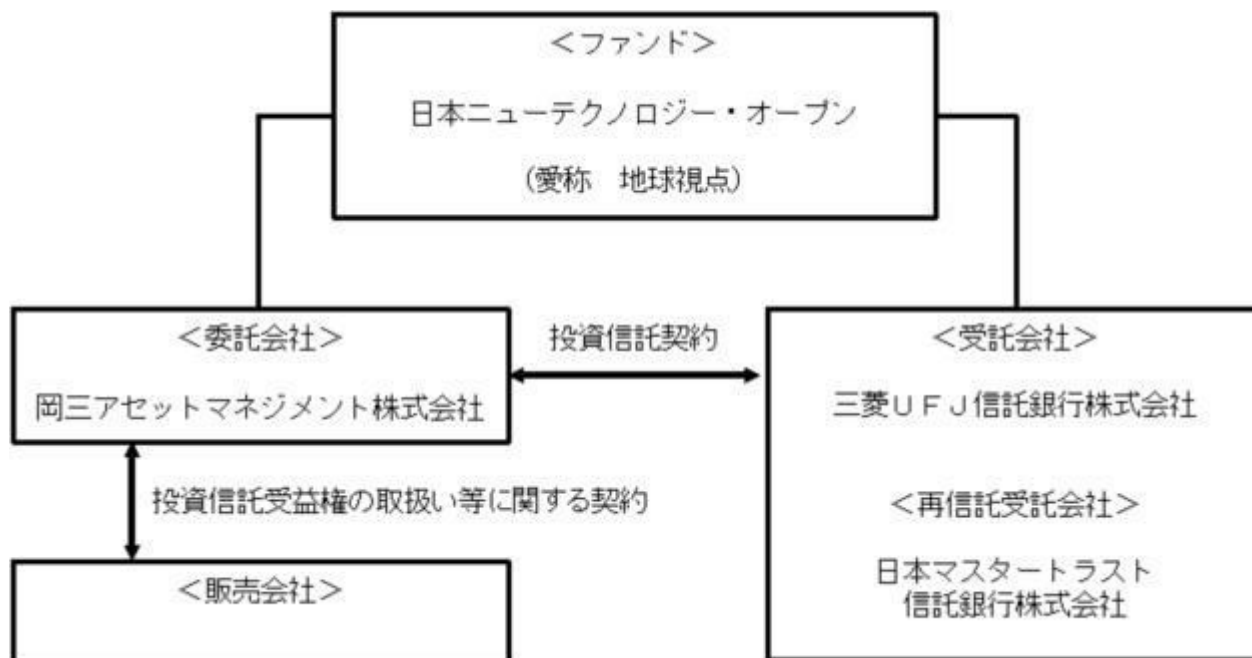 ＜ファンド＞
日本ニューテクノロジー・オープン
（愛称　地球視点）
＜委託会社＞
岡三アセットマネジメント株式会社
投資信託契約
＜受託会社＞
三菱ＵＦＪ信託銀行株式会社
＜再信託受託会社＞
日本マスタートラスト
信託銀行株式会社
投資信託受益権の取扱い等に関する契約
＜販売会社＞